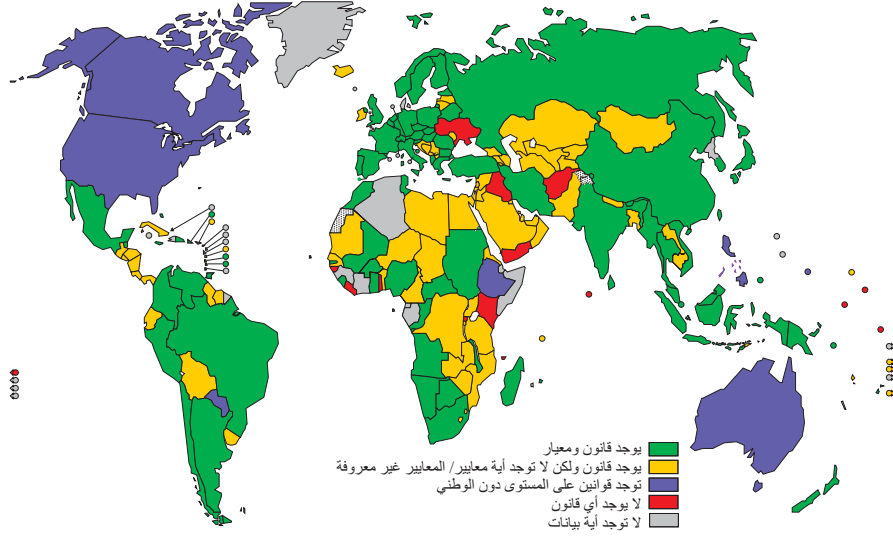 يوجد قانون ومعيار
يوجد قانون ولكن لا توجد أية معايير/ المعايير غير معروفة
توجد قوانين على المستوى دون الوطني
لا يوجد أي قانون
لا توجد أية بيانات